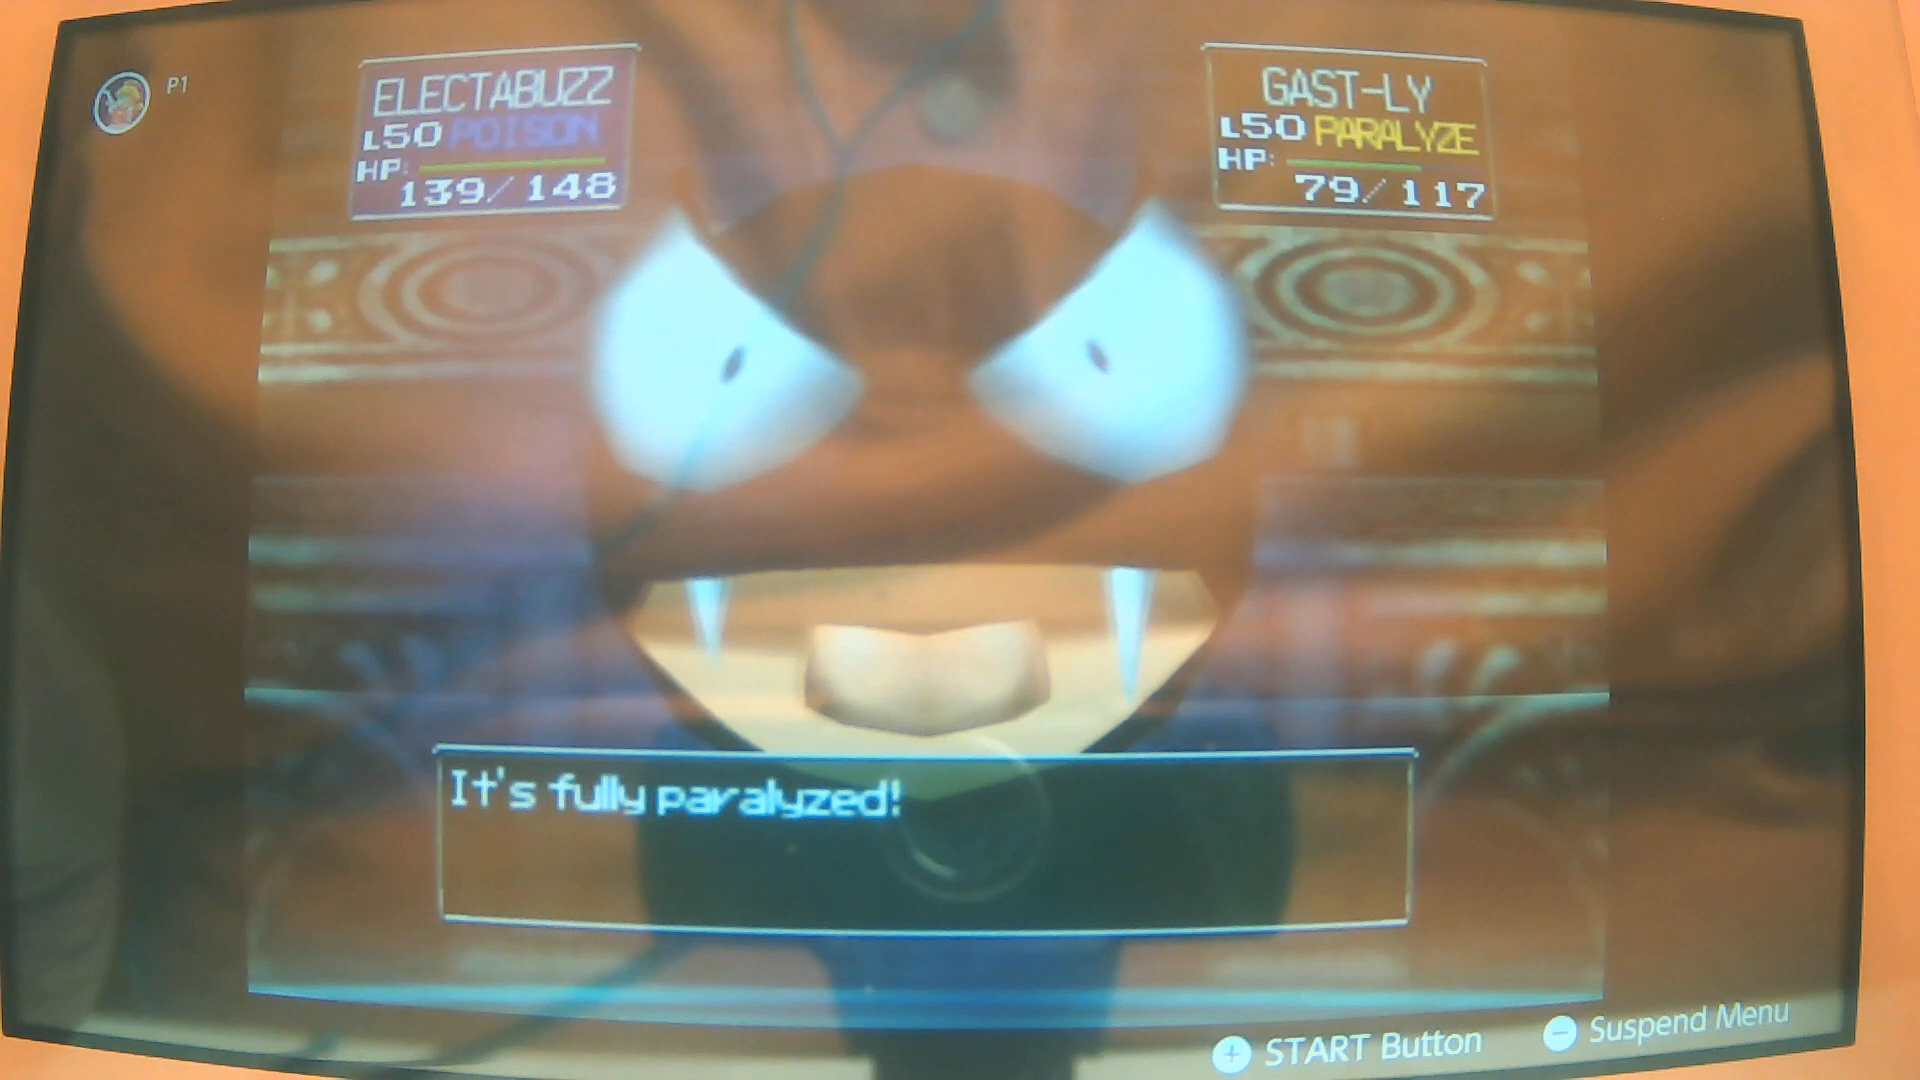 P1
ELECTABUZZ
L50 POISON
HP:
139/148
GAST-LY
L50 PARALYZE
HP:
79/117
It's fully paralyzed!
+ START Button
- Suspend Menu